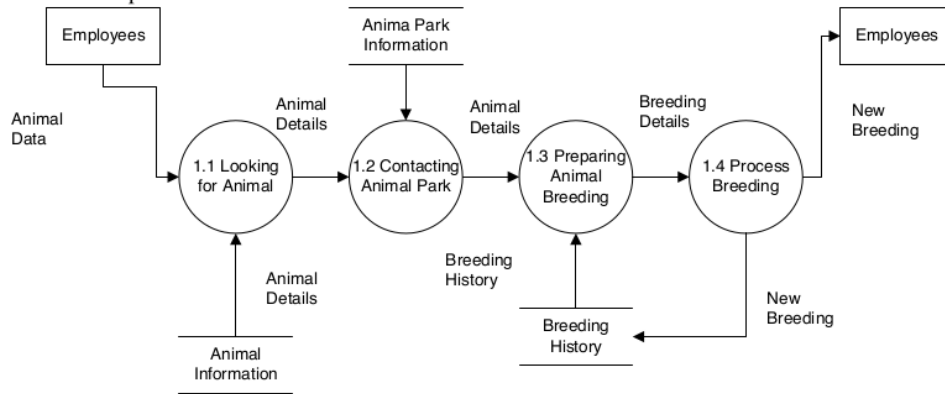 Employees
Anima Park
Information
Employees
Animal
Data
Animal
Details
Animal
Details
Breeding
Details
New
Breeding
1.1 Looking
for Animal
1.2 Contacting
Animal Park
1.3 Preparing
Animal
Breeding
1.4 Process
Breeding
Animal
Details
Breeding
History
New
Breeding
Animal
Information
Breeding
History